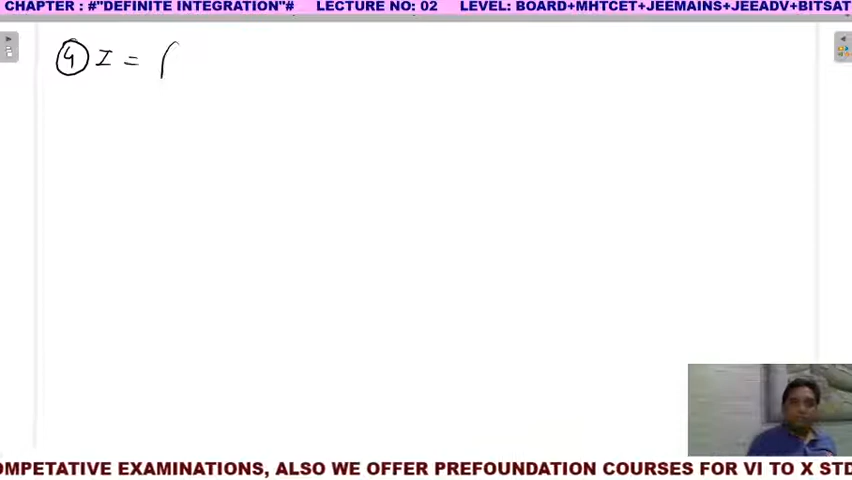 CHAPTER : #"DEFINITE INTEGRATION"# LECTURE NO: 02 LEVEL: BOARD+MHTCET+JEEMAINS+JEEADV+BITSAT
④ I = ∫
OMPETATIVE EXAMINATIONS, ALSO WE OFFER PREFOUNDATION COURSES FOR VI TO X STD